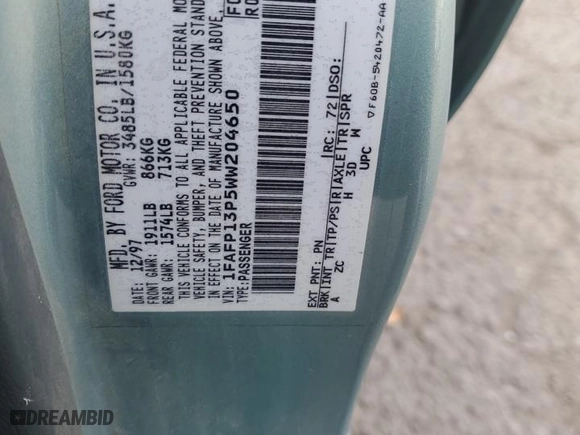 MFD. BY FORD MOTOR CO. IN U.S.A.
DATE: 12/97 GVWR: 3485LB/1580KG
FRONT GAWR: 1911LB 866KG
REAR GAWR: 1574LB 713KG
THIS VEHICLE CONFORMS TO ALL APPLICABLE FEDERAL MO
VEHICLE SAFETY, BUMPER, AND THEFT PREVENTION STAND
IN EFFECT ON THE DATE OF MANUFACTURE SHOWN ABOVE.
1FAFP13P5WW204650
TYPE: PASSENGER
EXT PNT: PN RC: 72 DSO:
BRK INT TR TP/PS R AXLE TR SPR
A ZC H 3D W
UPC
▽F60B-5420472-AA
DREAMBID